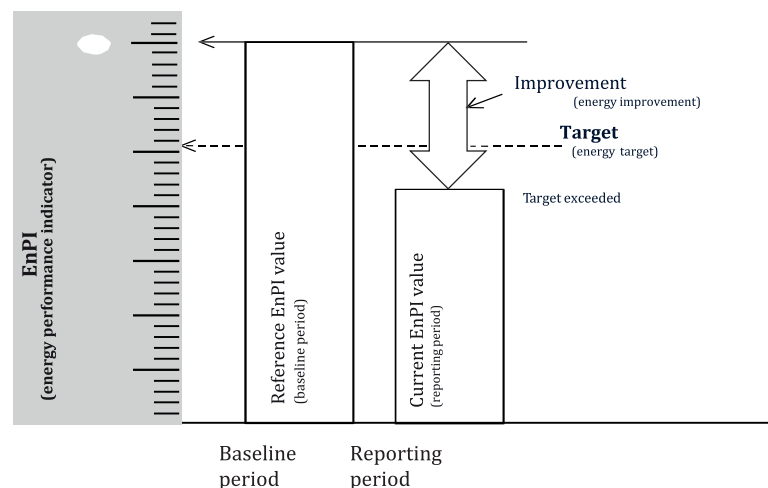 EnPI
(energy performance indicator)
Reference EnPI value
(baseline period)
Current EnPI value
(reporting period)
Improvement
(energy improvement)
Target
(energy target)
Target exceeded
Baseline
period
Reporting
period